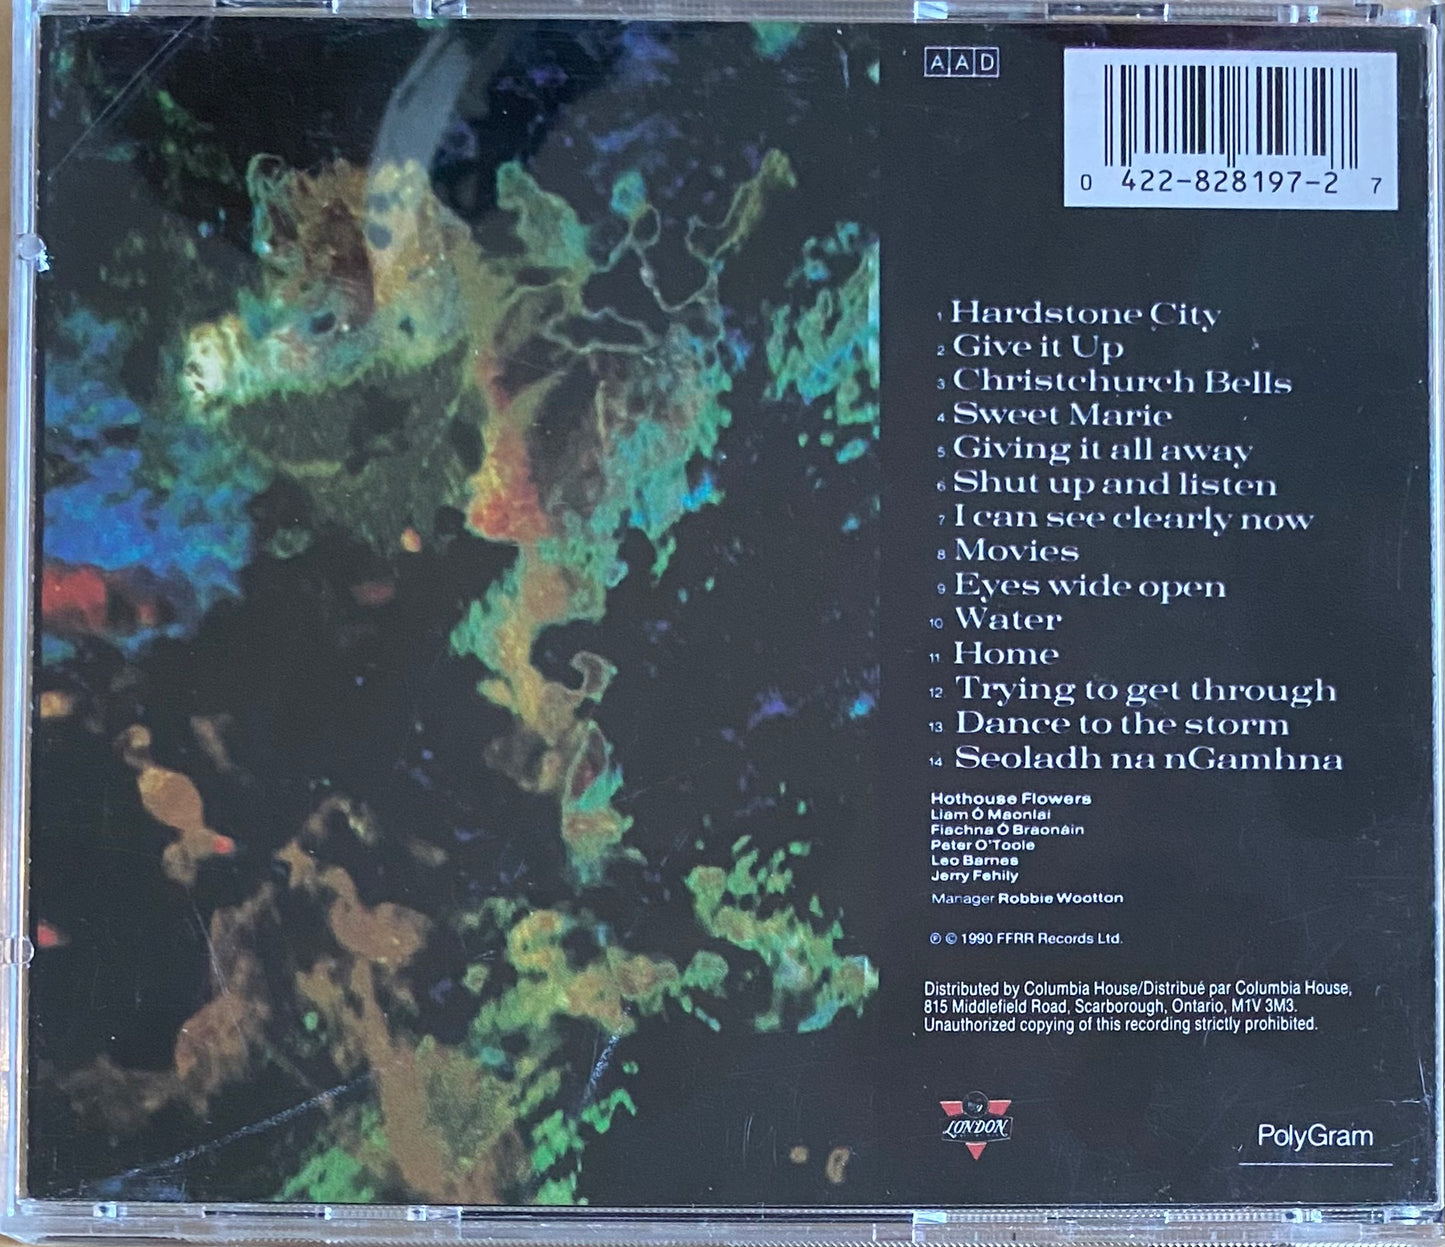 AAD
0 422-828197-2 7
1 Hardstone City
2 Give it Up
3 Christchurch Bells
4 Sweet Marie
5 Giving it all away
6 Shut up and listen
7 I can see clearly now
8 Movies
9 Eyes wide open
10 Water
11 Home
12 Trying to get through
13 Dance to the storm
14 Seoladh na nGamhna
Hothouse Flowers
Liam Ó Maonlaí
Fiachna Ó Braonáin
Peter O'Toole
Leo Barnes
Jerry Fehily
Manager Robbie Wootton
℗ © 1990 FFRR Records Ltd.
Distributed by Columbia House/Distribué par Columbia House,
815 Middlefield Road, Scarborough, Ontario, M1V 3M3.
Unauthorized copying of this recording strictly prohibited.
LONDON
PolyGram